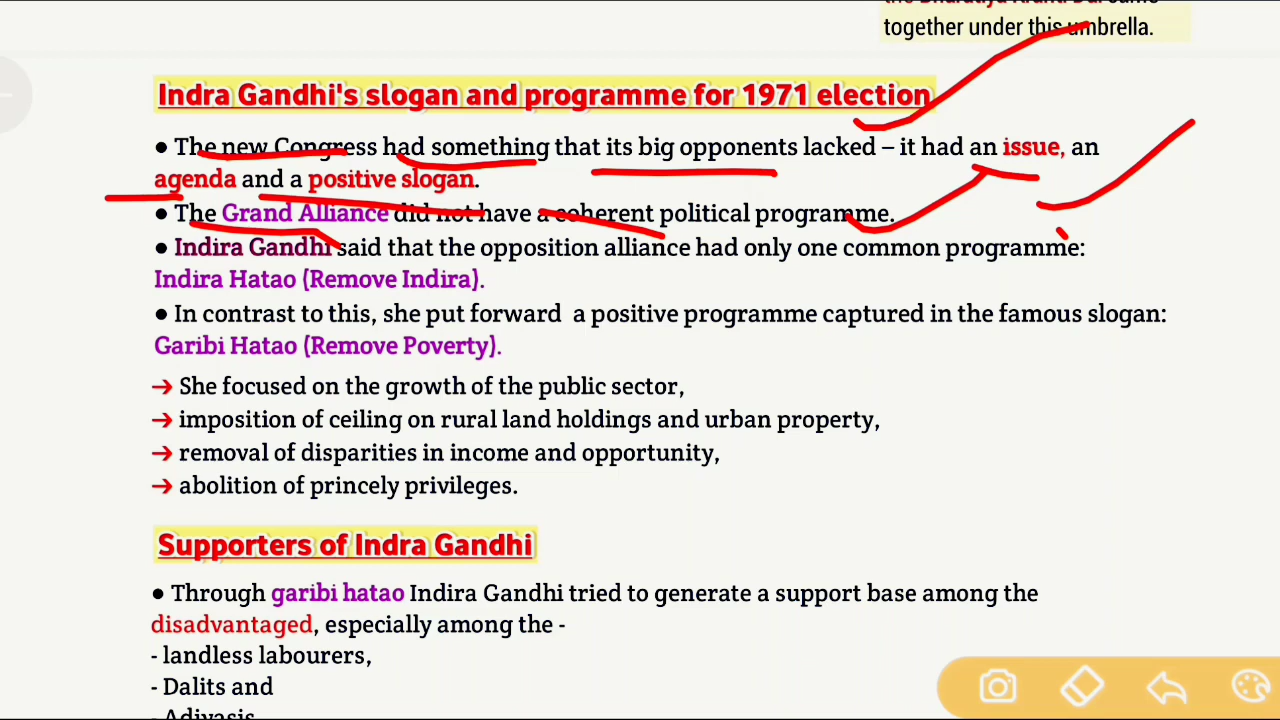 together under this umbrella.
Indra Gandhi's slogan and programme for 1971 election
● The new Congress had something that its big opponents lacked – it had an issue, an
agenda and a positive slogan.
● The Grand Alliance did not have a coherent political programme.
● Indira Gandhi said that the opposition alliance had only one common programme:
Indira Hatao (Remove Indira).
● In contrast to this, she put forward a positive programme captured in the famous slogan:
Garibi Hatao (Remove Poverty).
→ She focused on the growth of the public sector,
→ imposition of ceiling on rural land holdings and urban property,
→ removal of disparities in income and opportunity,
→ abolition of princely privileges.
Supporters of Indra Gandhi
● Through garibi hatao Indira Gandhi tried to generate a support base among the
disadvantaged, especially among the -
- landless labourers,
- Dalits and
- Adivasis